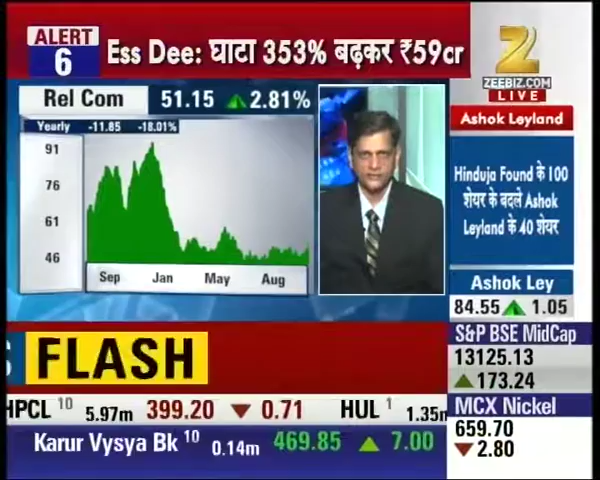 ALERT
6
Ess Dee: घाटा 353% बढ़कर ₹59cr
ZEEBIZ.COM
LIVE
Rel Com 51.15 2.81%
Yearly -11.85 -18.01%
91
76
61
46
Sep Jan May Aug
Ashok Leyland
Hinduja Found के 100
शेयर के बदले Ashok
Leyland के 40 शेयर
Ashok Ley
84.55 1.05
S&P BSE MidCap
13125.13
173.24
MCX Nickel
659.70
2.80
S FLASH
HPCL 10 5.97m 399.20 0.71 HUL 1 1.35m
Karur Vysya Bk 10 0.14m 469.85 7.00